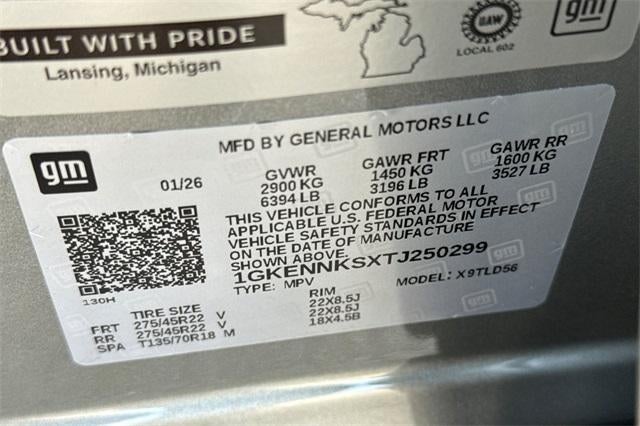 BUILT WITH PRIDE
Lansing, Michigan
UAW
LOCAL 602
gm
gm
MFD BY GENERAL MOTORS LLC
01/26
GVWR GAWR FRT GAWR RR
2900 KG 1450 KG 1600 KG
6394 LB 3196 LB 3527 LB
THIS VEHICLE CONFORMS TO ALL
APPLICABLE U.S. FEDERAL MOTOR
VEHICLE SAFETY STANDARDS IN EFFECT
ON THE DATE OF MANUFACTURE
SHOWN ABOVE.
1GKENNKSXTJ250299
TYPE: MPV MODEL: X9TLD56
130H
TIRE SIZE RIM
FRT 275/45R22 V 22X8.5J
RR 275/45R22 V 22X8.5J
SPA T135/70R18 M 18X4.5B